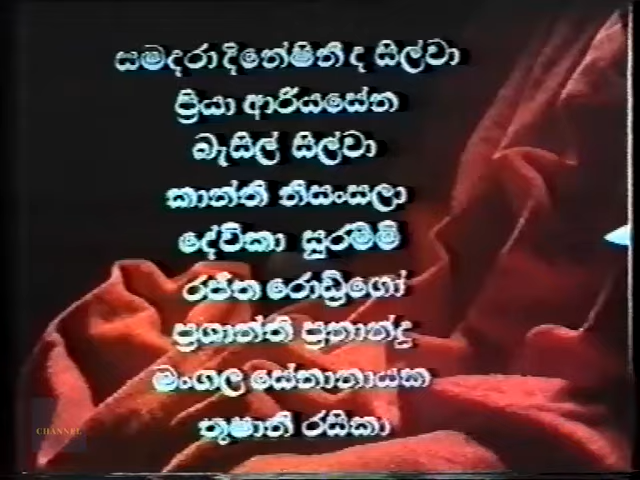 සමදරා දිනේෂිනී ද සිල්වා
ප්‍රියා ආරියසේන
බැසිල් සිල්වා
කාන්ති නිසංසලා
දේවිකා සුරම්මි
රජිත රොඩ්‍රිගෝ
ප්‍රශාන්ති ප්‍රනාන්දු
මංගල සේනානායක
තුෂානි රසිකා
CHANNEL